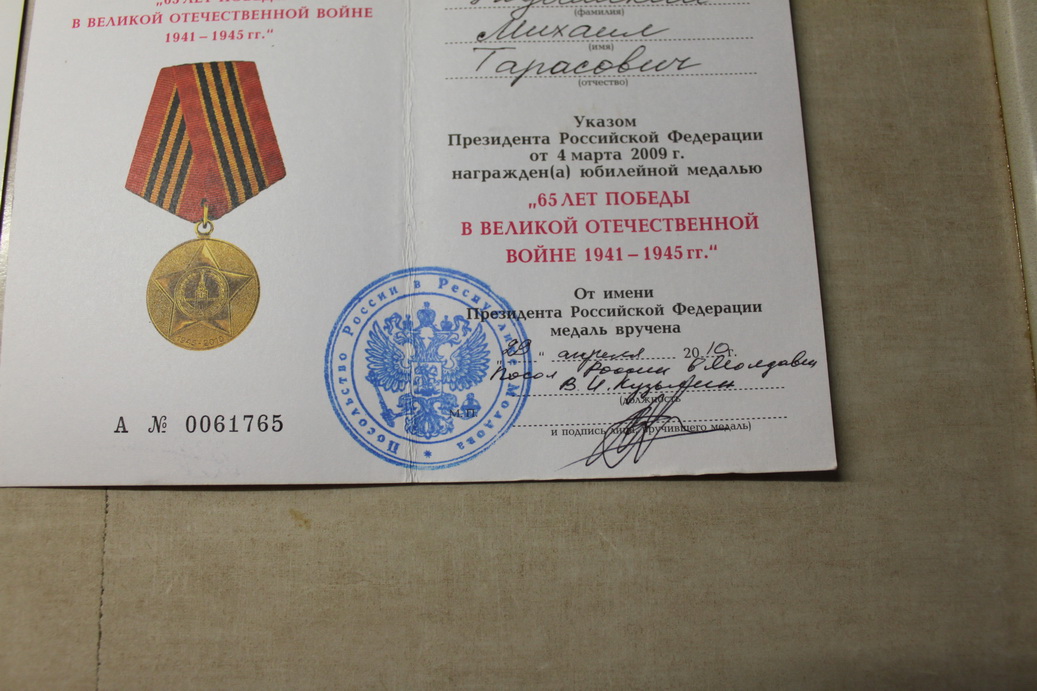 „65 ЛЕТ ПОБЕДЫ
В ВЕЛИКОЙ ОТЕЧЕСТВЕННОЙ ВОЙНЕ
1941 – 1945 гг.“
А № 0061765
(фамилия)
Михаил
(имя)
Тарасович
(отчество)
Указом
Президента Российской Федерации
от 4 марта 2009 г.
награжден(а) юбилейной медалью
„65 ЛЕТ ПОБЕДЫ
В ВЕЛИКОЙ ОТЕЧЕСТВЕННОЙ
ВОЙНЕ 1941 – 1945 гг.“
От имени
Президента Российской Федерации
медаль вручена
„29“ апреля 2010 г.
Посол России в Молдавии
В.И.Кузьмин
(должность
М.П.
и подпись лица, вручившего медаль)
Посольство России в Республике Молдова